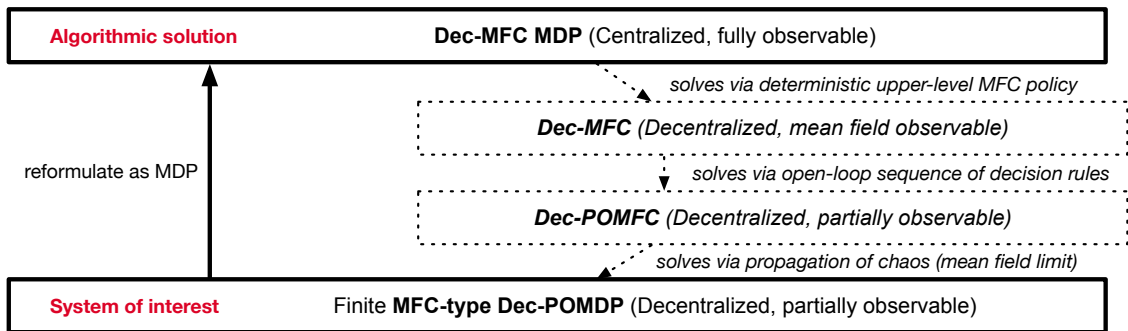 Algorithmic solution Dec-MFC MDP (Centralized, fully observable)
solves via deterministic upper-level MFC policy
Dec-MFC (Decentralized, mean field observable)
reformulate as MDP
solves via open-loop sequence of decision rules
Dec-POMFC (Decentralized, partially observable)
solves via propagation of chaos (mean field limit)
System of interest Finite MFC-type Dec-POMDP (Decentralized, partially observable)